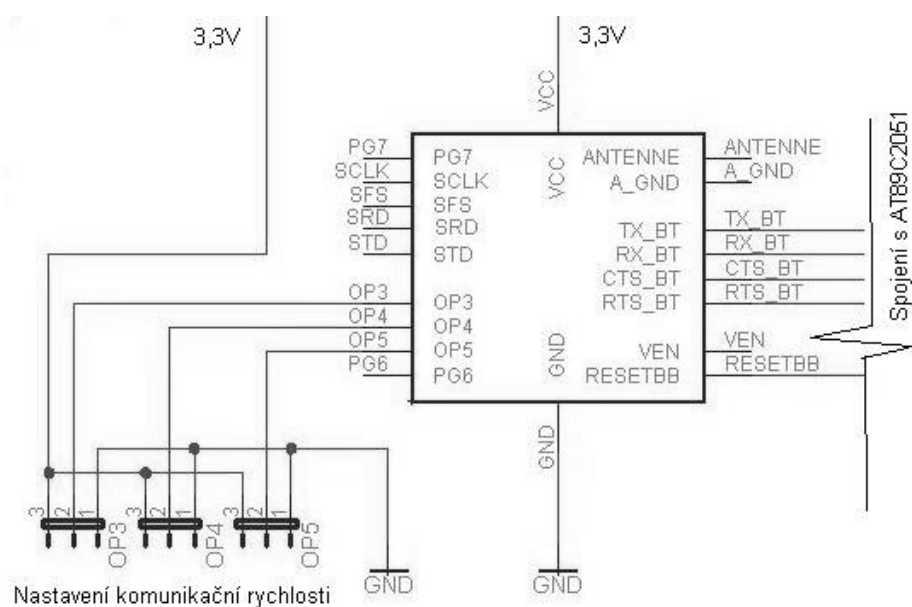 3,3V
3,3V
VCC
PG7
SCLK
SFS
SRD
STD
OP3
OP4
OP5
PG6
PG7
SCLK
SFS
SRD
STD
OP3
OP4
OP5
PG6
VCC
GND
ANTENNE
A_GND
TX_BT
RX_BT
CTS_BT
RTS_BT
VEN
RESETBB
ANTENNE
A_GND
TX_BT
RX_BT
CTS_BT
RTS_BT
VEN
RESETBB
Spojení s AT89C2051
GND
3
2
1
OP3
3
2
1
OP4
3
2
1
OP5
GND
GND
Nastavení komunikační rychlosti